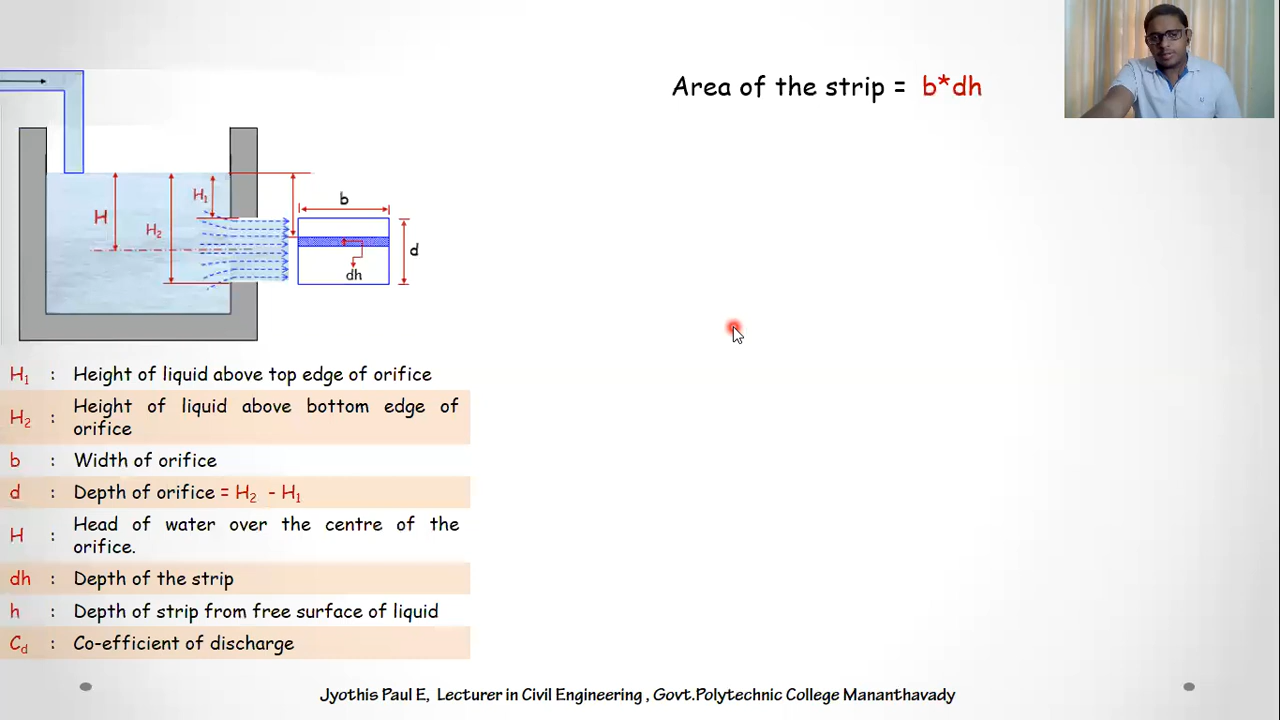 Area of the strip = b*dh
H
H₂
H₁
b
d
dh
H₁ : Height of liquid above top edge of orifice
H₂ : Height of liquid above bottom edge of
orifice
b : Width of orifice
d : Depth of orifice = H₂ - H₁
H : Head of water over the centre of the
orifice.
dh : Depth of the strip
h : Depth of strip from free surface of liquid
C_d : Co-efficient of discharge
Jyothis Paul E, Lecturer in Civil Engineering , Govt.Polytechnic College Mananthavady